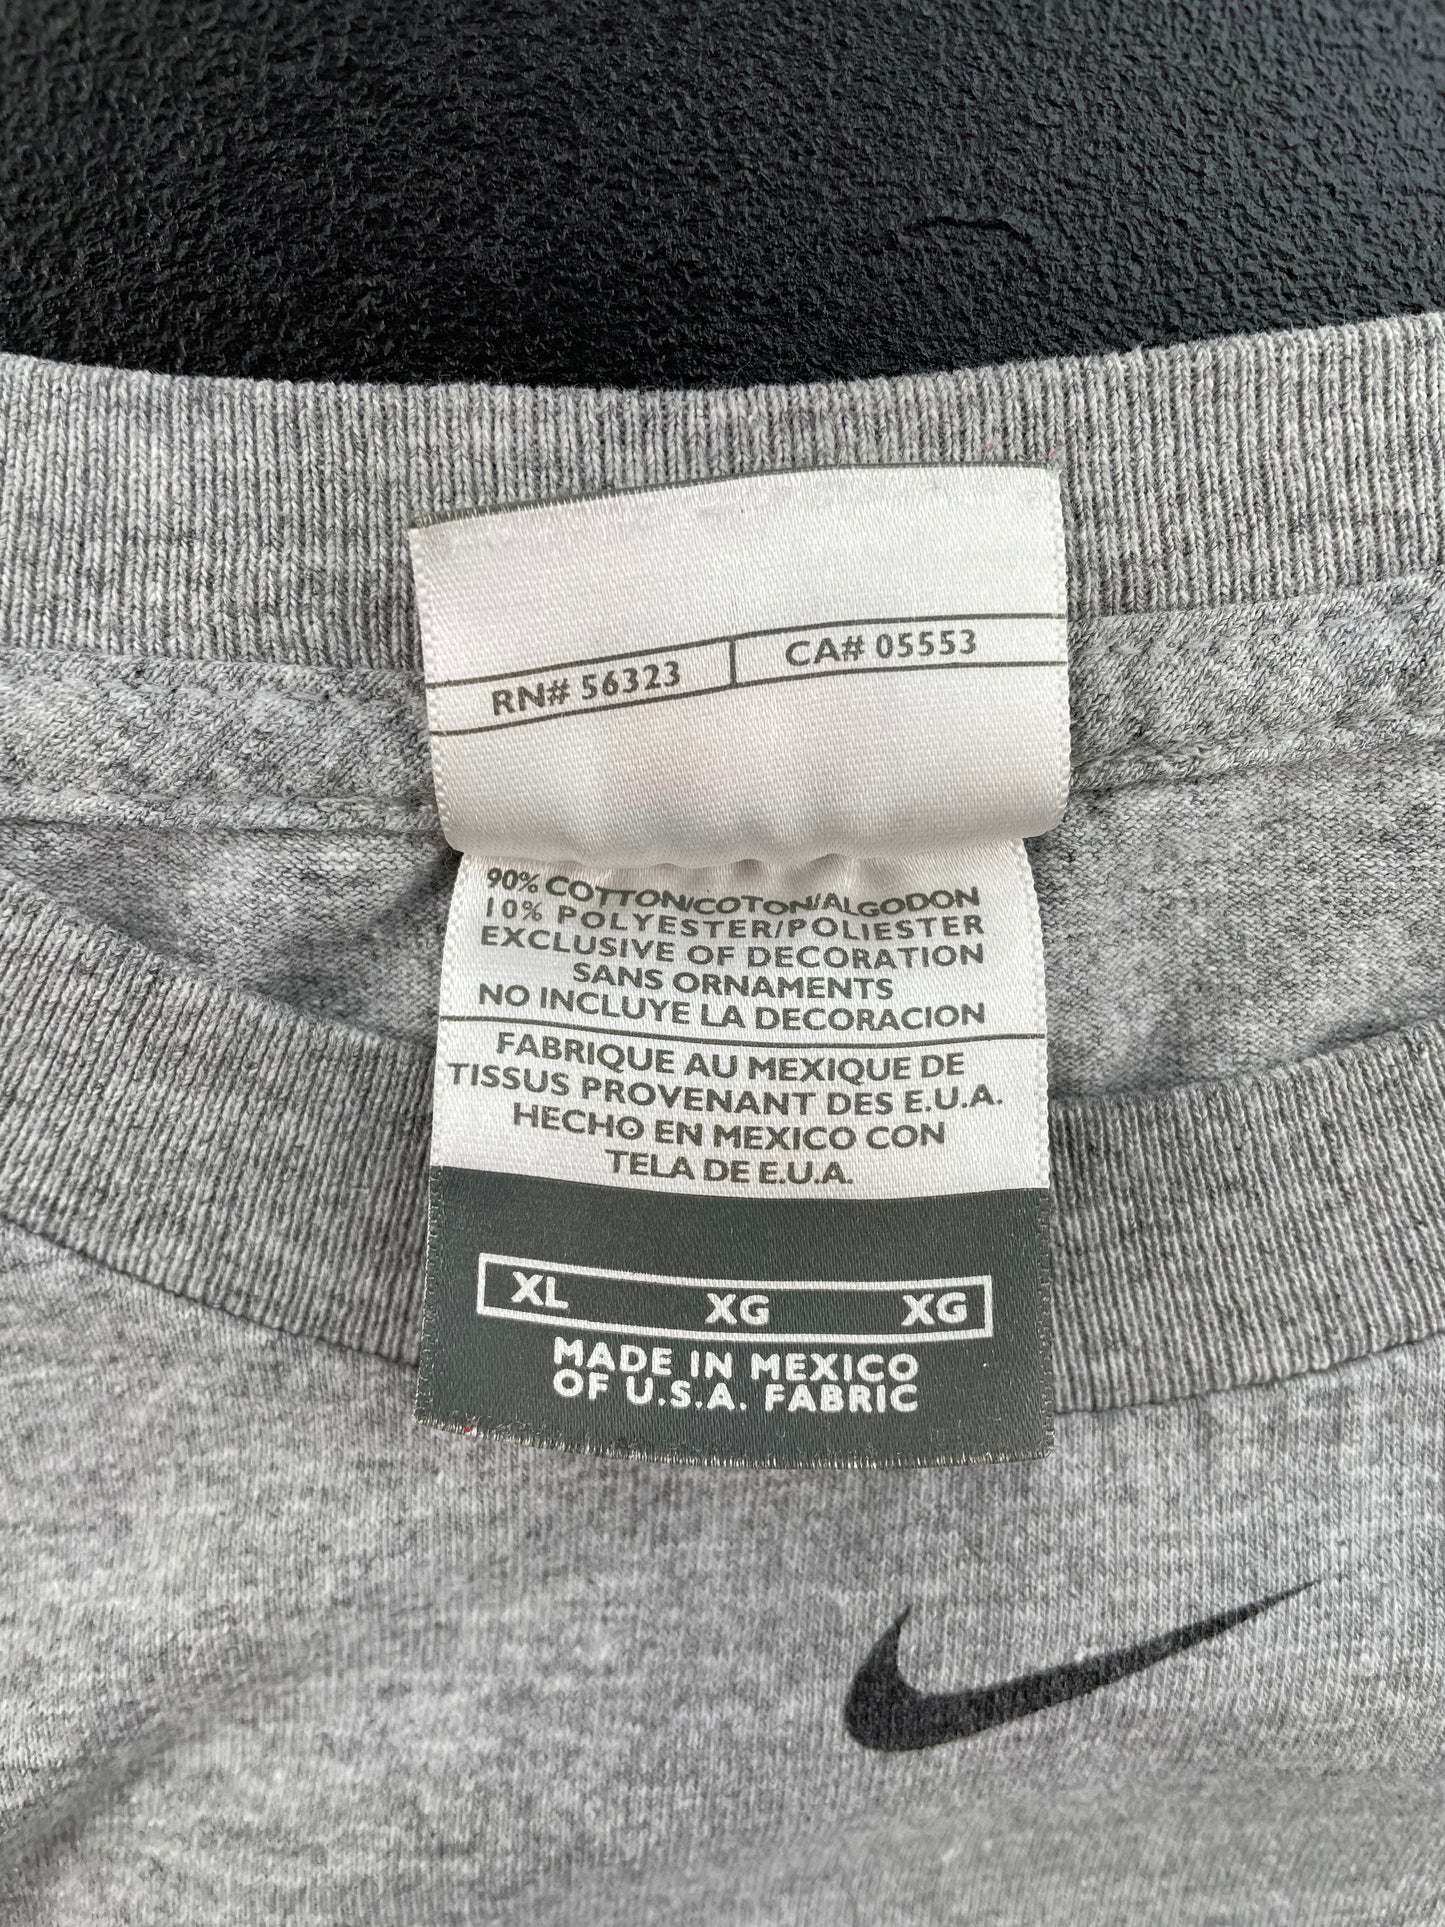 RN# 56323 CA# 05553
90% COTTON/COTON/ALGODON
10% POLYESTER/POLIESTER
EXCLUSIVE OF DECORATION
SANS ORNAMENTS
NO INCLUYE LA DECORACION
FABRIQUE AU MEXIQUE DE
TISSUS PROVENANT DES E.U.A.
HECHO EN MEXICO CON
TELA DE E.U.A.
XL XG XG
MADE IN MEXICO
OF U.S.A. FABRIC